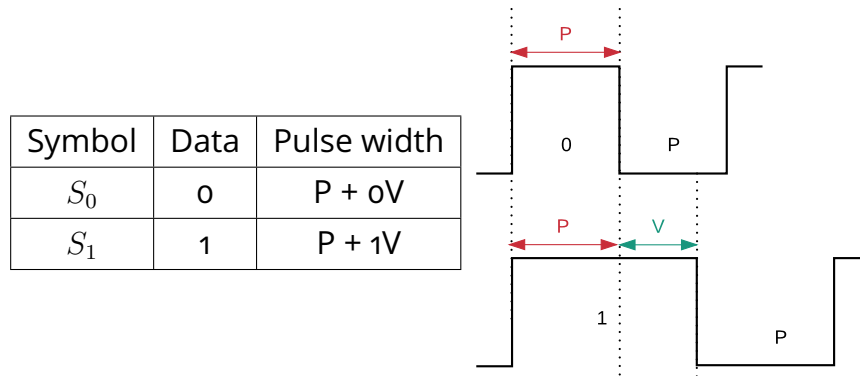 Symbol Data Pulse width
S₀ 0 P + 0V
S₁ 1 P + 1V
P
0 P
P V
1
P